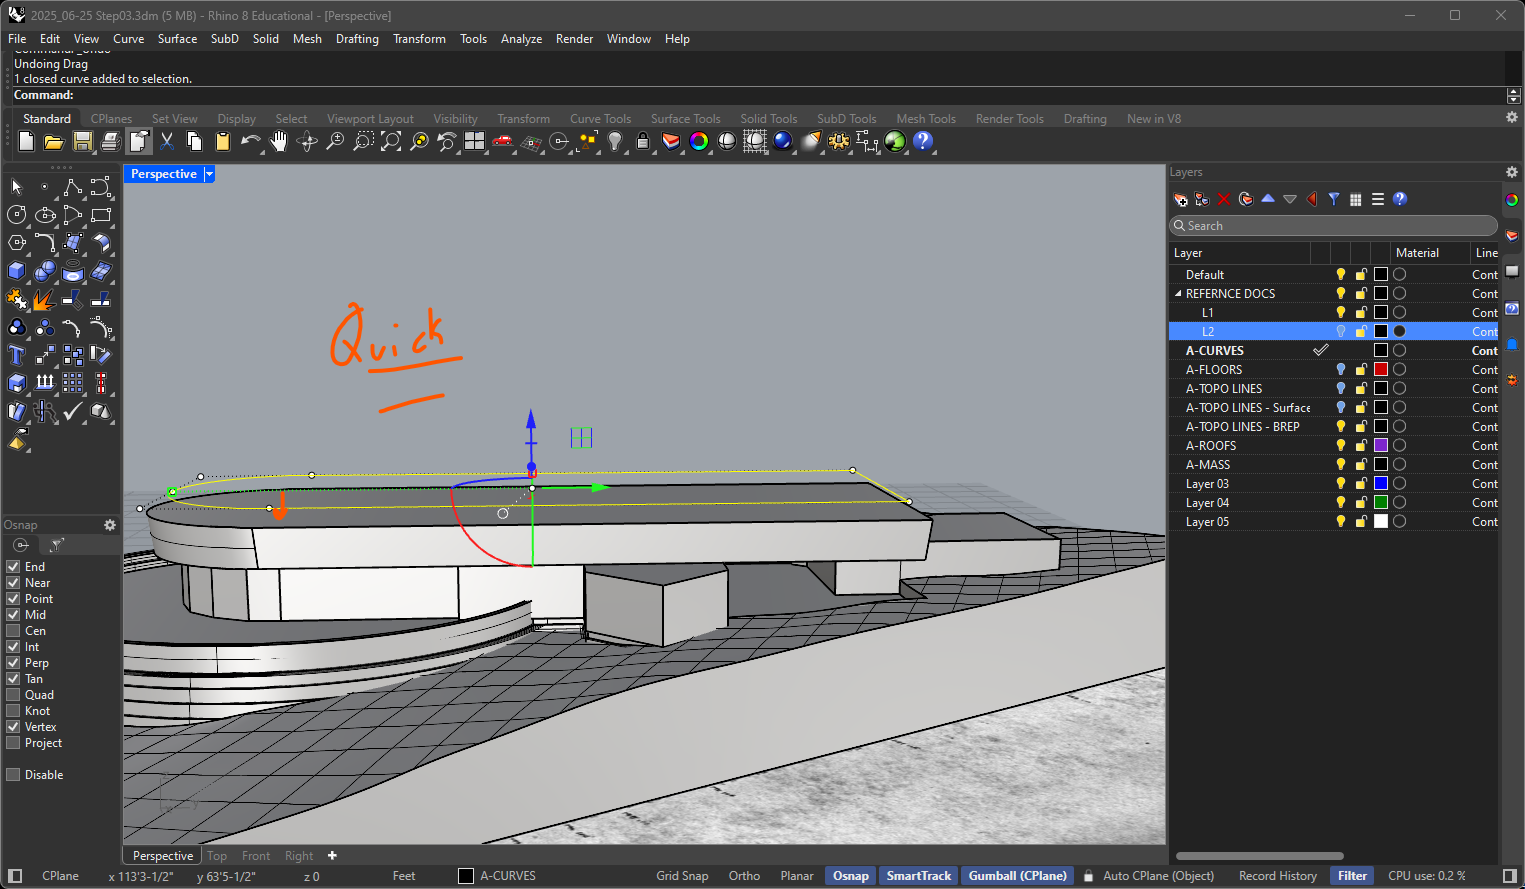 2025_06-25 Step03.3dm (5 MB) - Rhino 8 Educational - [Perspective]
File Edit View Curve Surface SubD Solid Mesh Drafting Transform Tools Analyze Render Window Help
Undoing Drag
1 closed curve added to selection.
Command:
Standard CPlanes Set View Display Select Viewport Layout Visibility Transform Curve Tools Surface Tools Solid Tools SubD Tools Mesh Tools Render Tools Drafting New in V8
Perspective
Quick
Osnap
End
Near
Point
Mid
Cen
Int
Perp
Tan
Quad
Knot
Vertex
Project
Disable
Layers
Search
Layer Material Line
Default Cont
REFERNCE DOCS Cont
L1 Cont
L2 Cont
A-CURVES Cont
A-FLOORS Cont
A-TOPO LINES Cont
A-TOPO LINES - Surface Cont
A-TOPO LINES - BREP Cont
A-ROOFS Cont
A-MASS Cont
Layer 03 Cont
Layer 04 Cont
Layer 05 Cont
Perspective Top Front Right
CPlane x 113'3-1/2" y 63'5-1/2" z 0 Feet A-CURVES Grid Snap Ortho Planar Osnap SmartTrack Gumball (CPlane) Auto CPlane (Object) Record History Filter CPU use: 0.2 %